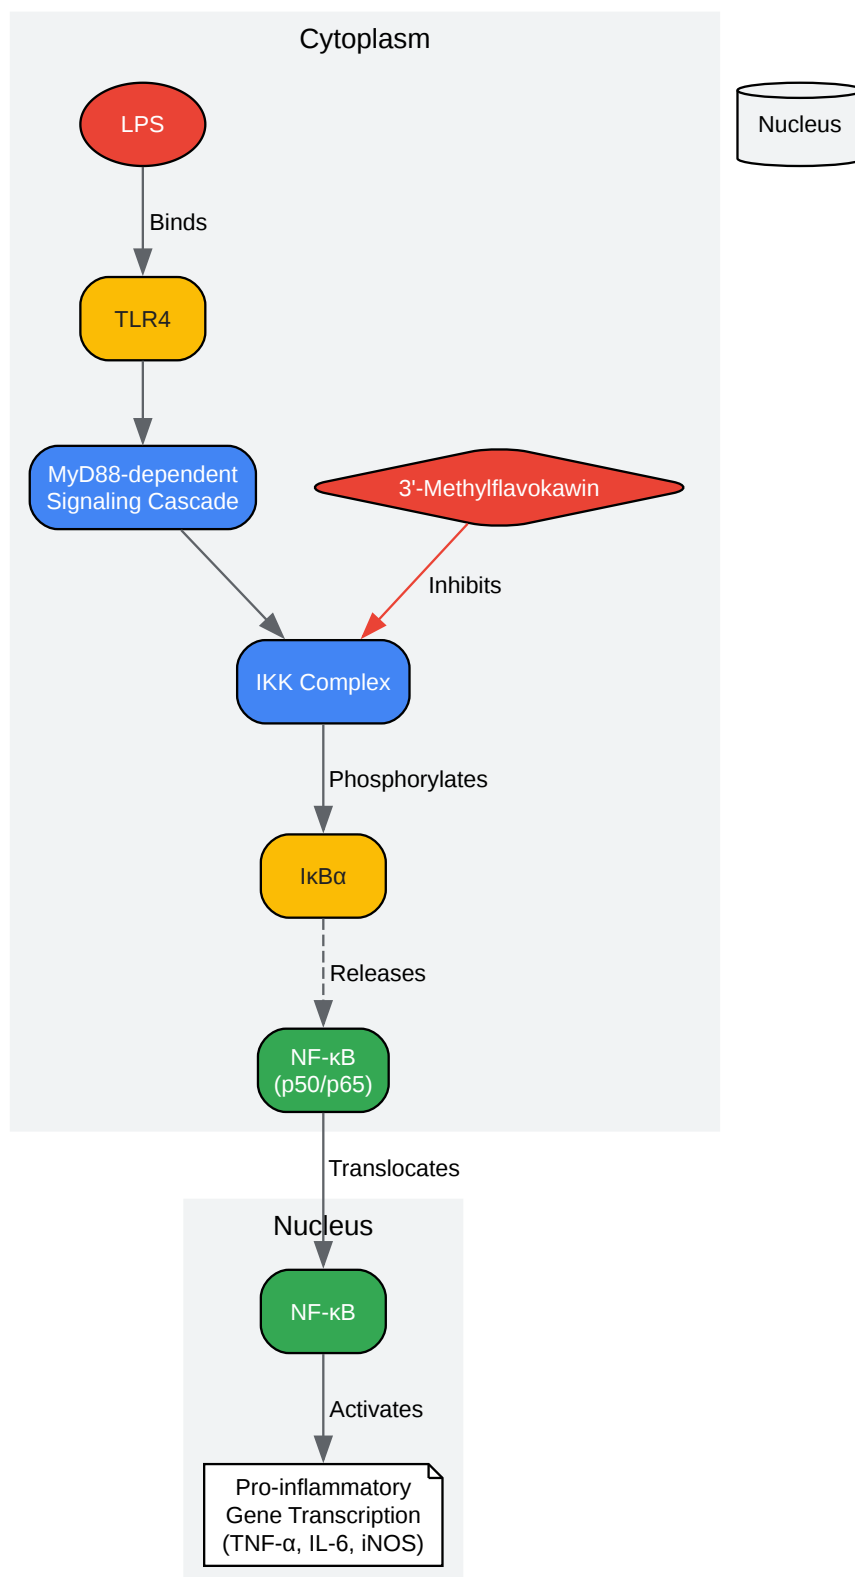 Cytoplasm
LPS
Nucleus
Binds
TLR4
MyD88-dependent
Signaling Cascade
3'-Methylflavokawin
Inhibits
IKK Complex
Phosphorylates
IκBα
Releases
NF-κB
(p50/p65)
Translocates
Nucleus
NF-κB
Activates
Pro-inflammatory
Gene Transcription
(TNF-α, IL-6, iNOS)